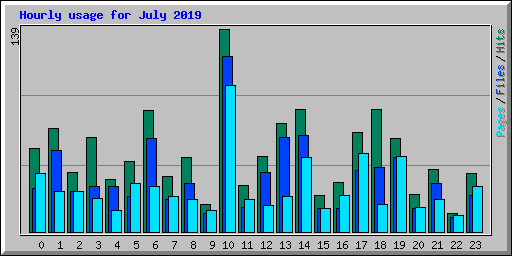 Hourly usage for July 2019
139
Pages/Files/Hits
0 1 2 3 4 5 6 7 8 9 10 11 12 13 14 15 16 17 18 19 20 21 22 23